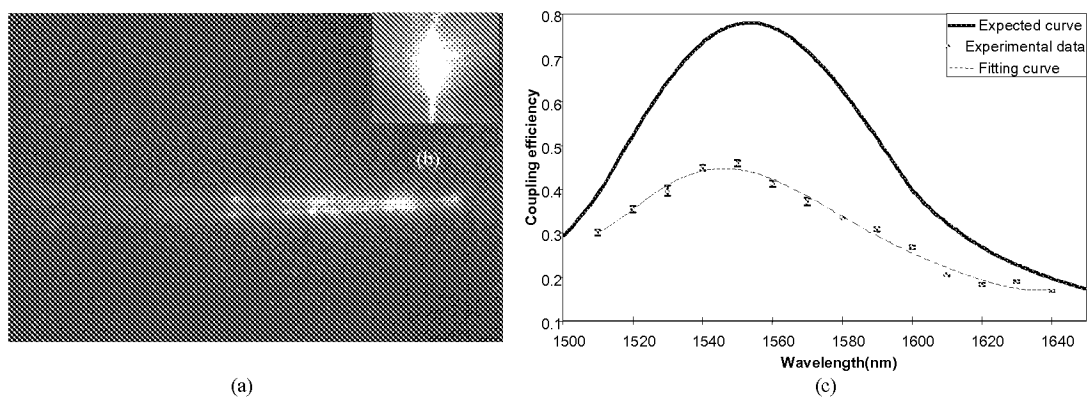 (b)
0.8
0.7
0.6
0.5
0.4
0.3
0.2
0.1
Coupling efficiency
Expected curve
Experimental data
Fitting curve
1500 1520 1540 1560 1580 1600 1620 1640
Wavelength(nm)
(a)
(c)